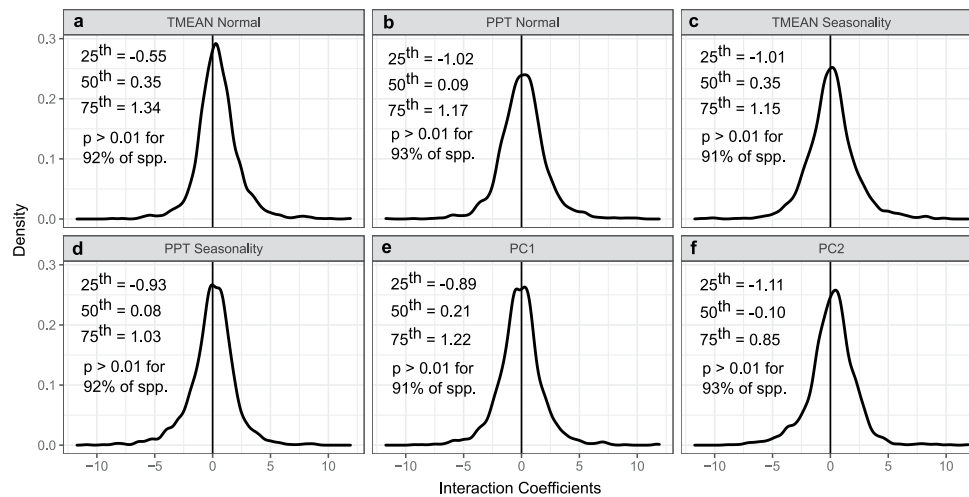 a TMEAN Normal
b PPT Normal
c TMEAN Seasonality
25th = -0.55
50th = 0.35
75th = 1.34
p > 0.01 for
92% of spp.
25th = -1.02
50th = 0.09
75th = 1.17
p > 0.01 for
93% of spp.
25th = -1.01
50th = 0.35
75th = 1.15
p > 0.01 for
91% of spp.
0.3
0.2
0.1
0.0
Density
d PPT Seasonality
e PC1
f PC2
25th = -0.93
50th = 0.08
75th = 1.03
p > 0.01 for
92% of spp.
25th = -0.89
50th = 0.21
75th = 1.22
p > 0.01 for
91% of spp.
25th = -1.11
50th = -0.10
75th = 0.85
p > 0.01 for
93% of spp.
0.3
0.2
0.1
0.0
−10 −5 0 5 10
−10 −5 0 5 10
−10 −5 0 5 10
Interaction Coefficients